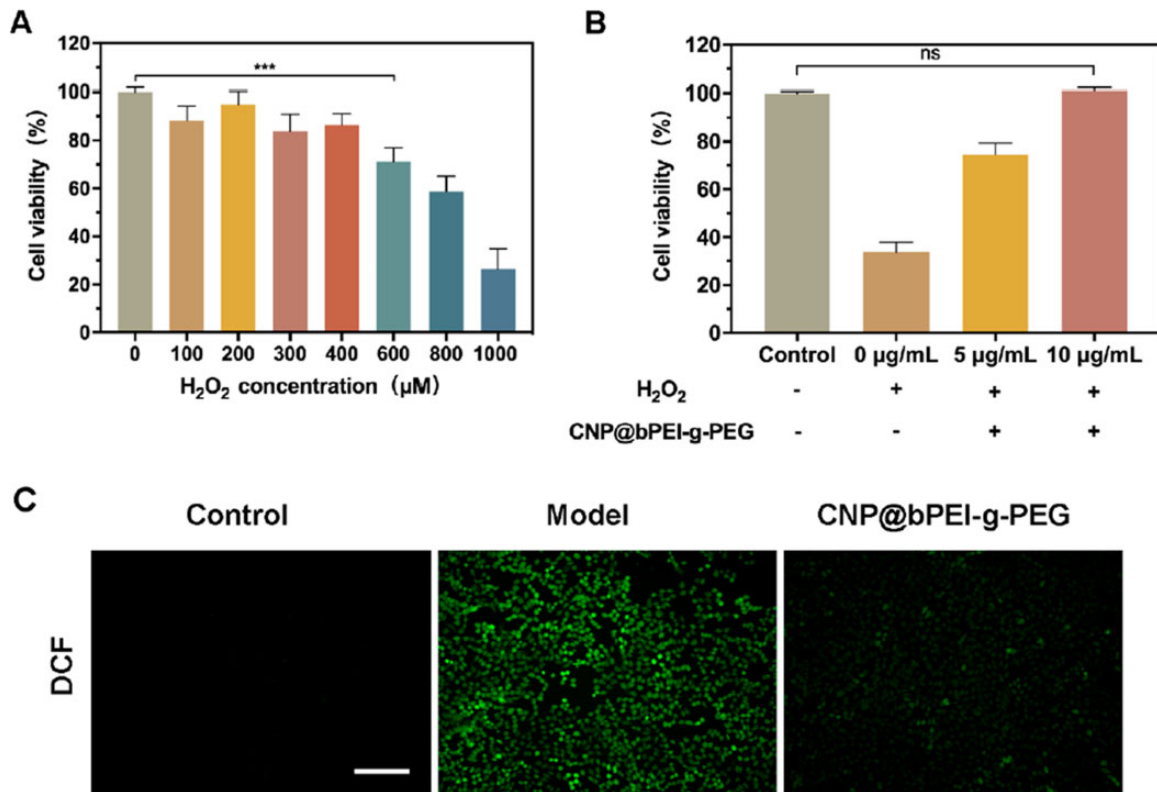 A
Cell viability (%)
120
100
80
60
40
20
0
***
0 100 200 300 400 600 800 1000
H₂O₂ concentration (μM)
B
Cell viability (%)
120
100
80
60
40
20
0
ns
Control 0 μg/mL 5 μg/mL 10 μg/mL
H₂O₂ - + + +
CNP@bPEI-g-PEG - - + +
C
Control Model CNP@bPEI-g-PEG
DCF